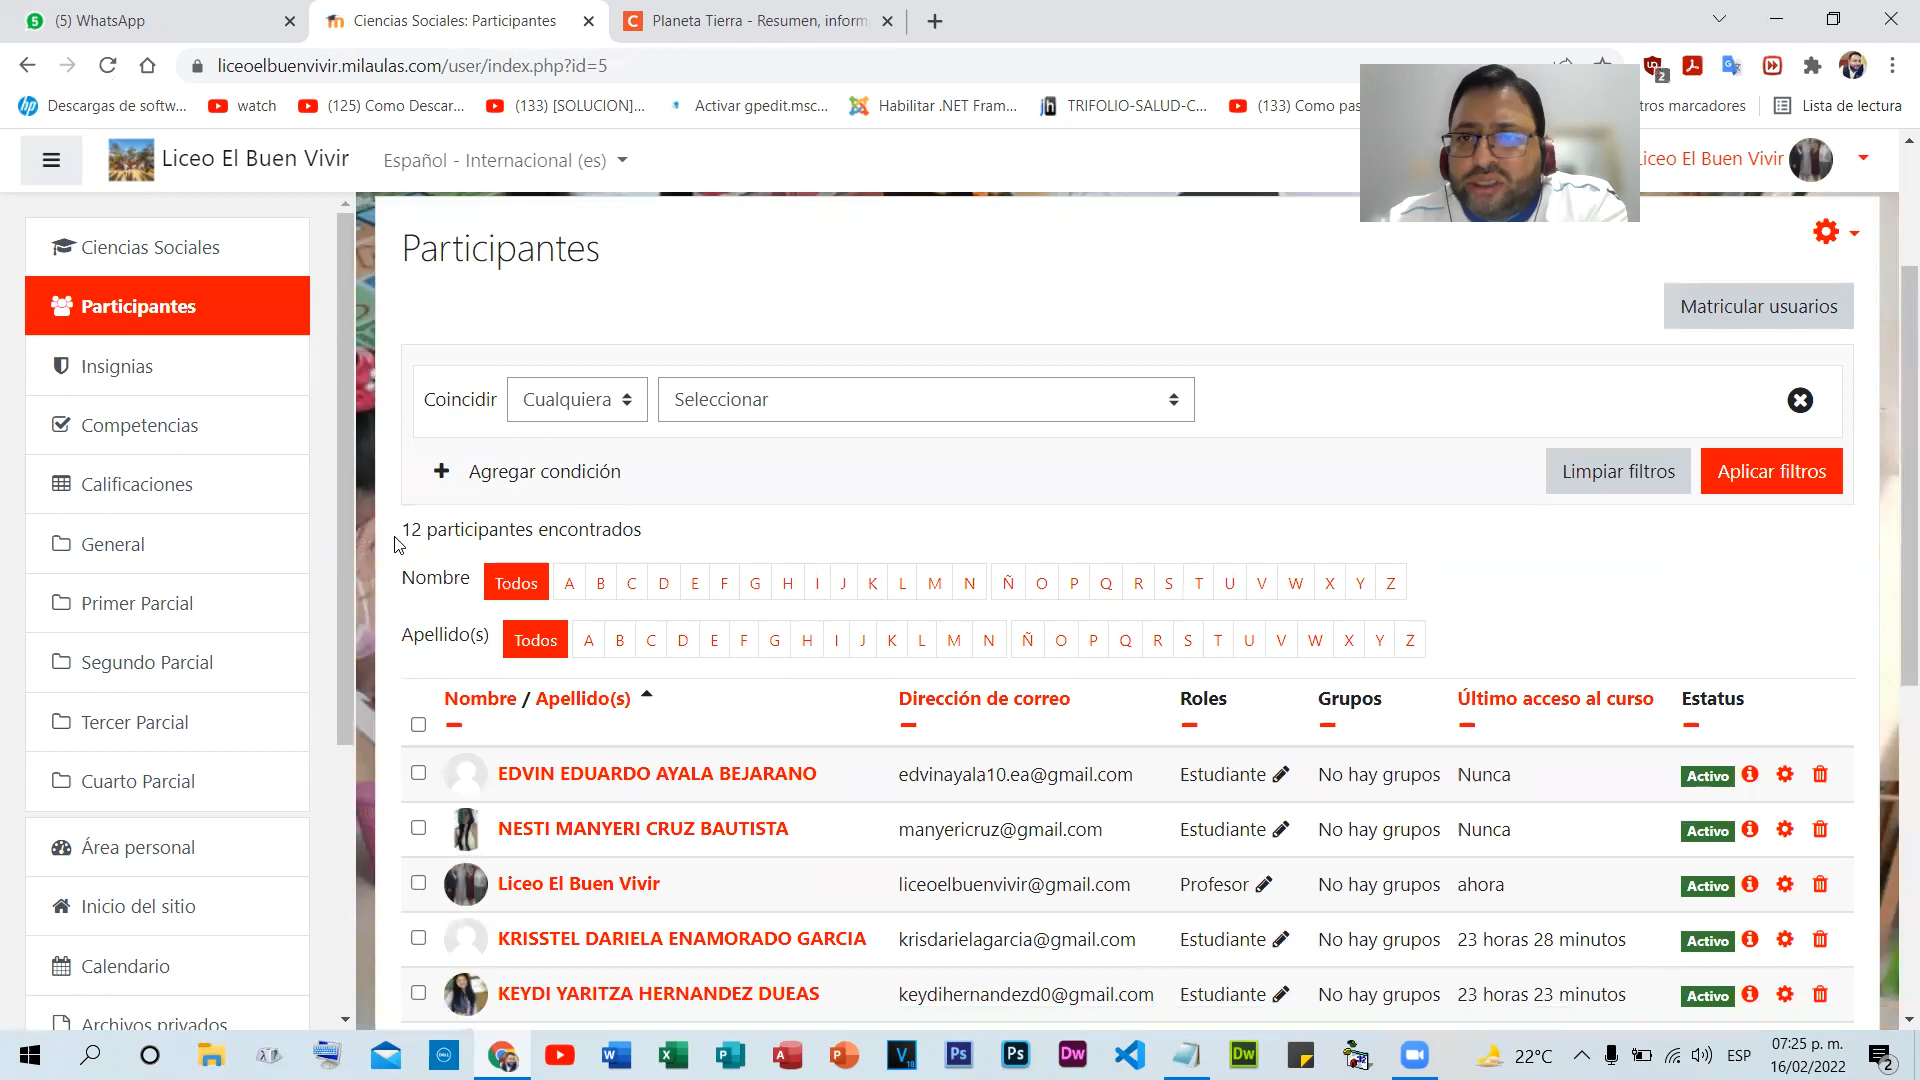 (5) WhatsApp
Ciencias Sociales: Participantes
Planeta Tierra - Resumen, inform
liceoelbuenvivir.milaulas.com/user/index.php?id=5
2
Descargas de softw...
watch
(125) Como Descar...
(133) [SOLUCION]...
Activar gpedit.msc...
Habilitar .NET Fram...
TRIFOLIO-SALUD-C...
(133) Como pas
tros marcadores
Lista de lectura
Liceo El Buen Vivir
Español - Internacional (es)
iceo El Buen Vivir
Ciencias Sociales
Participantes
Insignias
Competencias
Calificaciones
General
Primer Parcial
Segundo Parcial
Tercer Parcial
Cuarto Parcial
Área personal
Inicio del sitio
Calendario
Archivos privados
Participantes
Matricular usuarios
Coincidir Cualquiera Seleccionar
Agregar condición
Limpiar filtros Aplicar filtros
12 participantes encontrados
Nombre Todos A B C D E F G H I J K L M N Ñ O P Q R S T U V W X Y Z
Apellido(s) Todos A B C D E F G H I J K L M N Ñ O P Q R S T U V W X Y Z
Nombre / Apellido(s) Dirección de correo Roles Grupos Último acceso al curso Estatus
EDVIN EDUARDO AYALA BEJARANO edvinayala10.ea@gmail.com Estudiante No hay grupos Nunca Activo
NESTI MANYERI CRUZ BAUTISTA manyericruz@gmail.com Estudiante No hay grupos Nunca Activo
Liceo El Buen Vivir liceoelbuenvivir@gmail.com Profesor No hay grupos ahora Activo
KRISSTEL DARIELA ENAMORADO GARCIA krisdarielagarcia@gmail.com Estudiante No hay grupos 23 horas 28 minutos Activo
KEYDI YARITZA HERNANDEZ DUEAS keydihernandezd0@gmail.com Estudiante No hay grupos 23 horas 23 minutos Activo
22°C
ESP
07:25 p. m.
16/02/2022
2